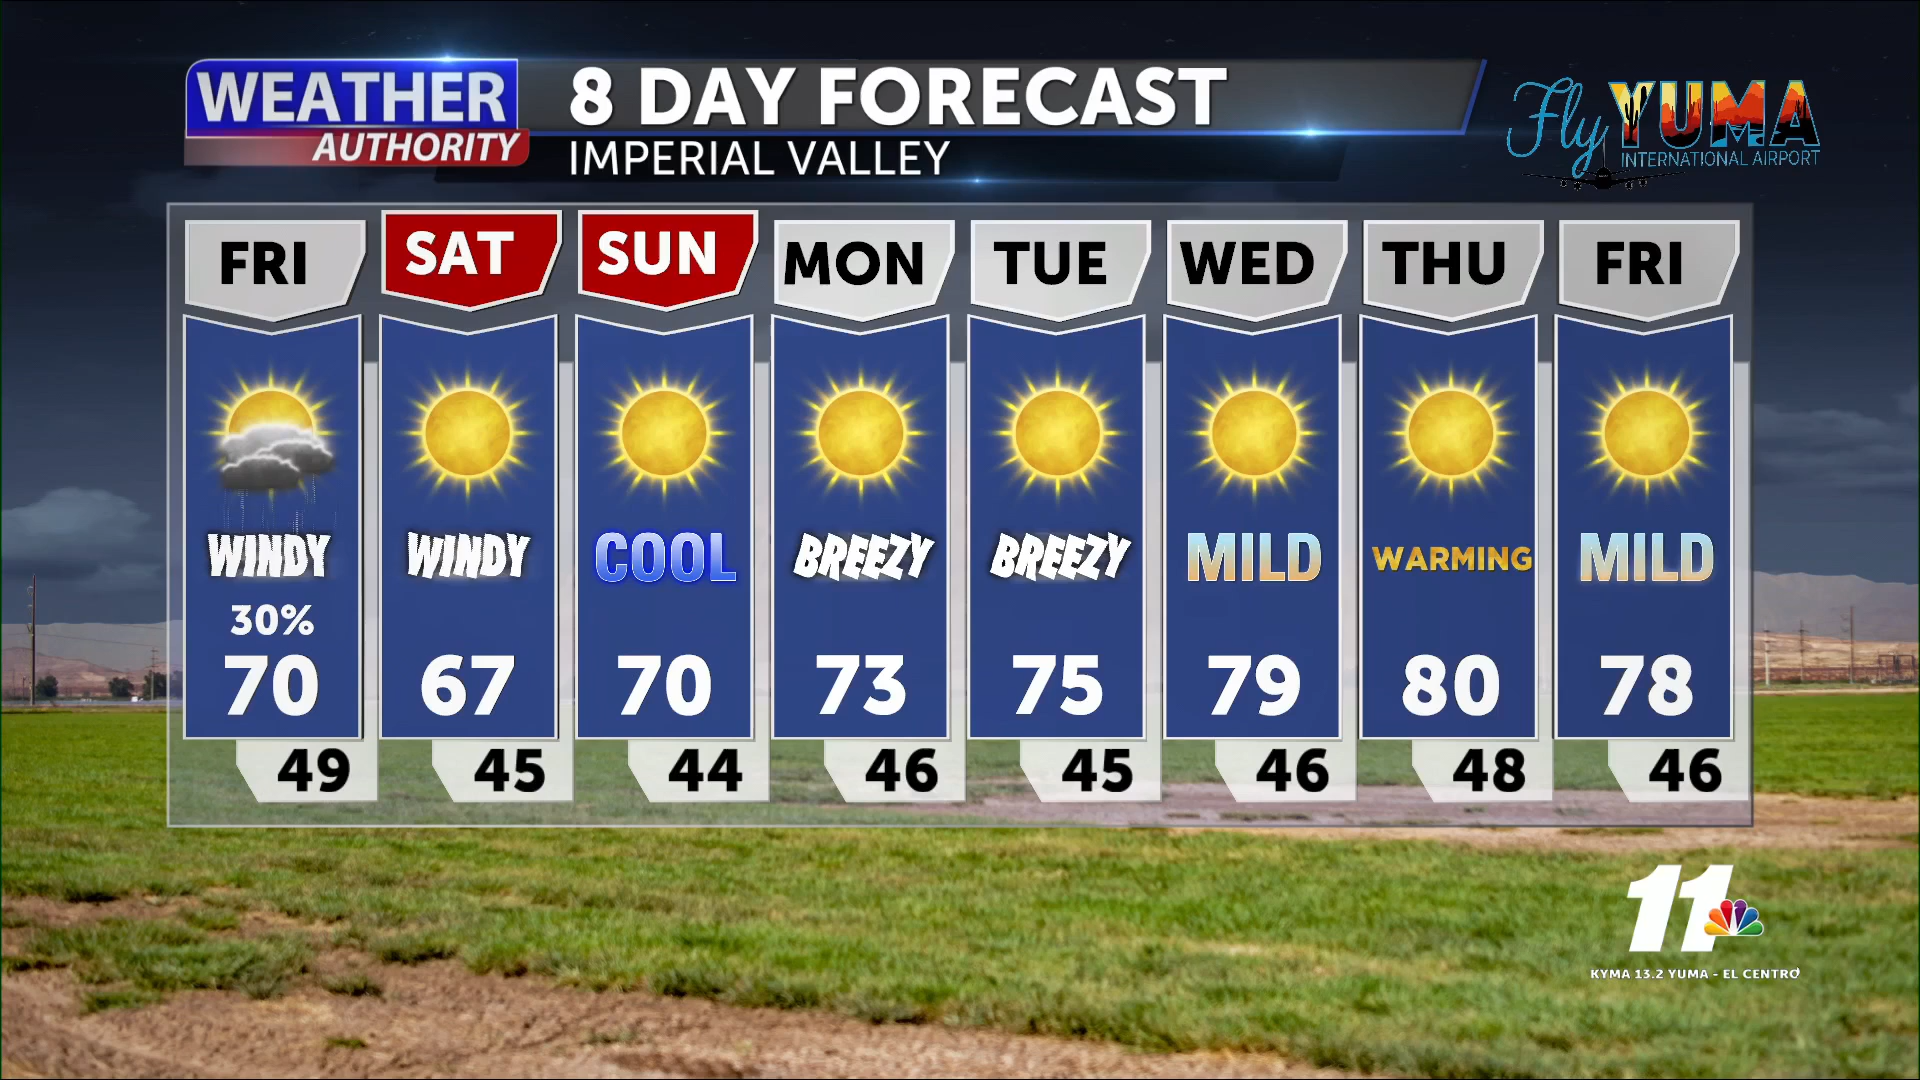 WEATHER
AUTHORITY
8 DAY FORECAST
IMPERIAL VALLEY
Fly YUMA
INTERNATIONAL AIRPORT
FRI SAT SUN MON TUE WED THU FRI
WINDY WINDY COOL BREEZY BREEZY MILD WARMING MILD
30%
70 67 70 73 75 79 80 78
49 45 44 46 45 46 48 46
11
KYMA 13.2 YUMA - EL CENTRO